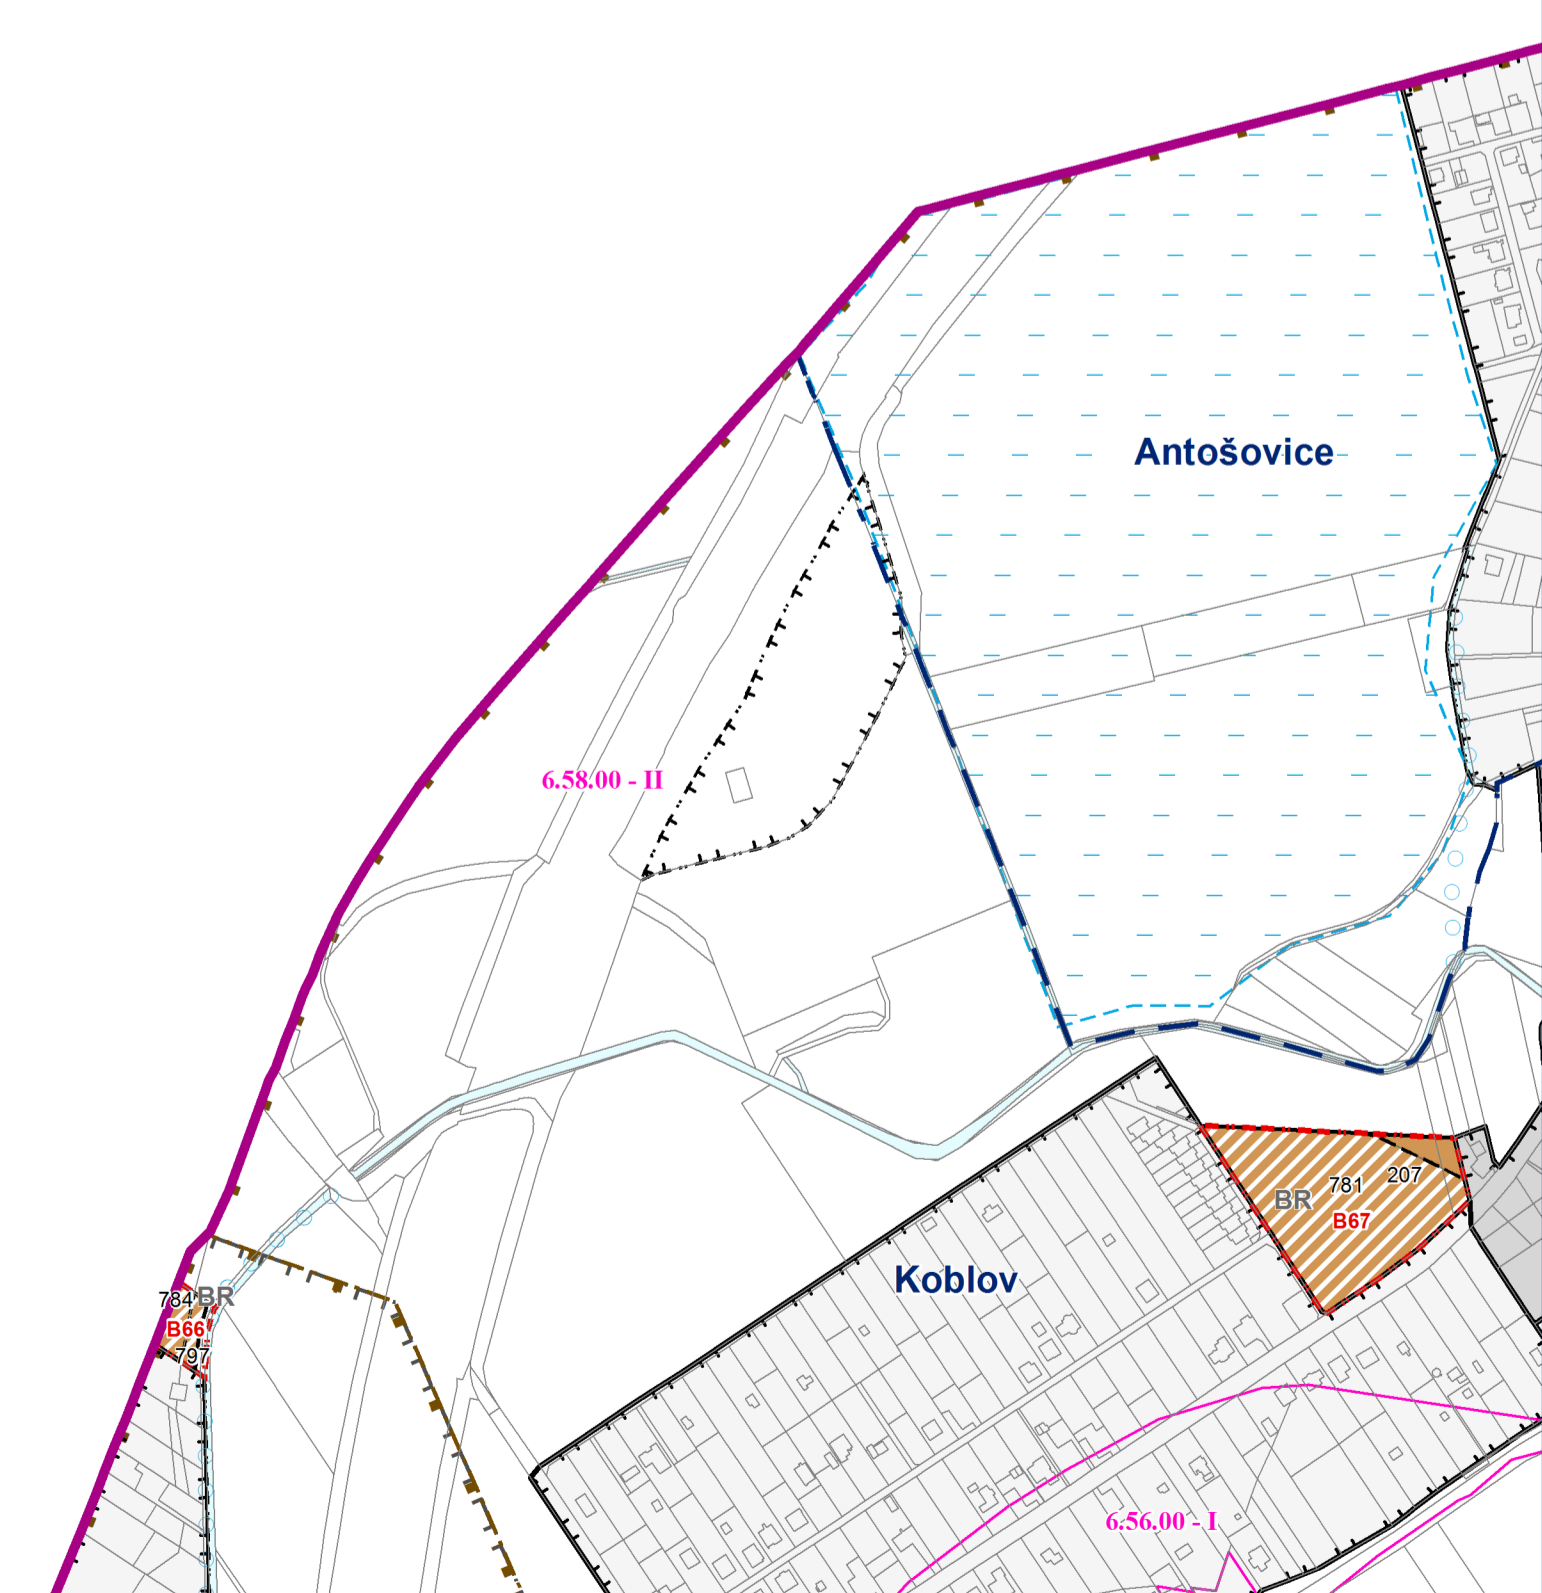 Antošovice
6.58.00 - II
207
781
BR
B67
Koblov
784
BR
B66
797
6.56.00 - I